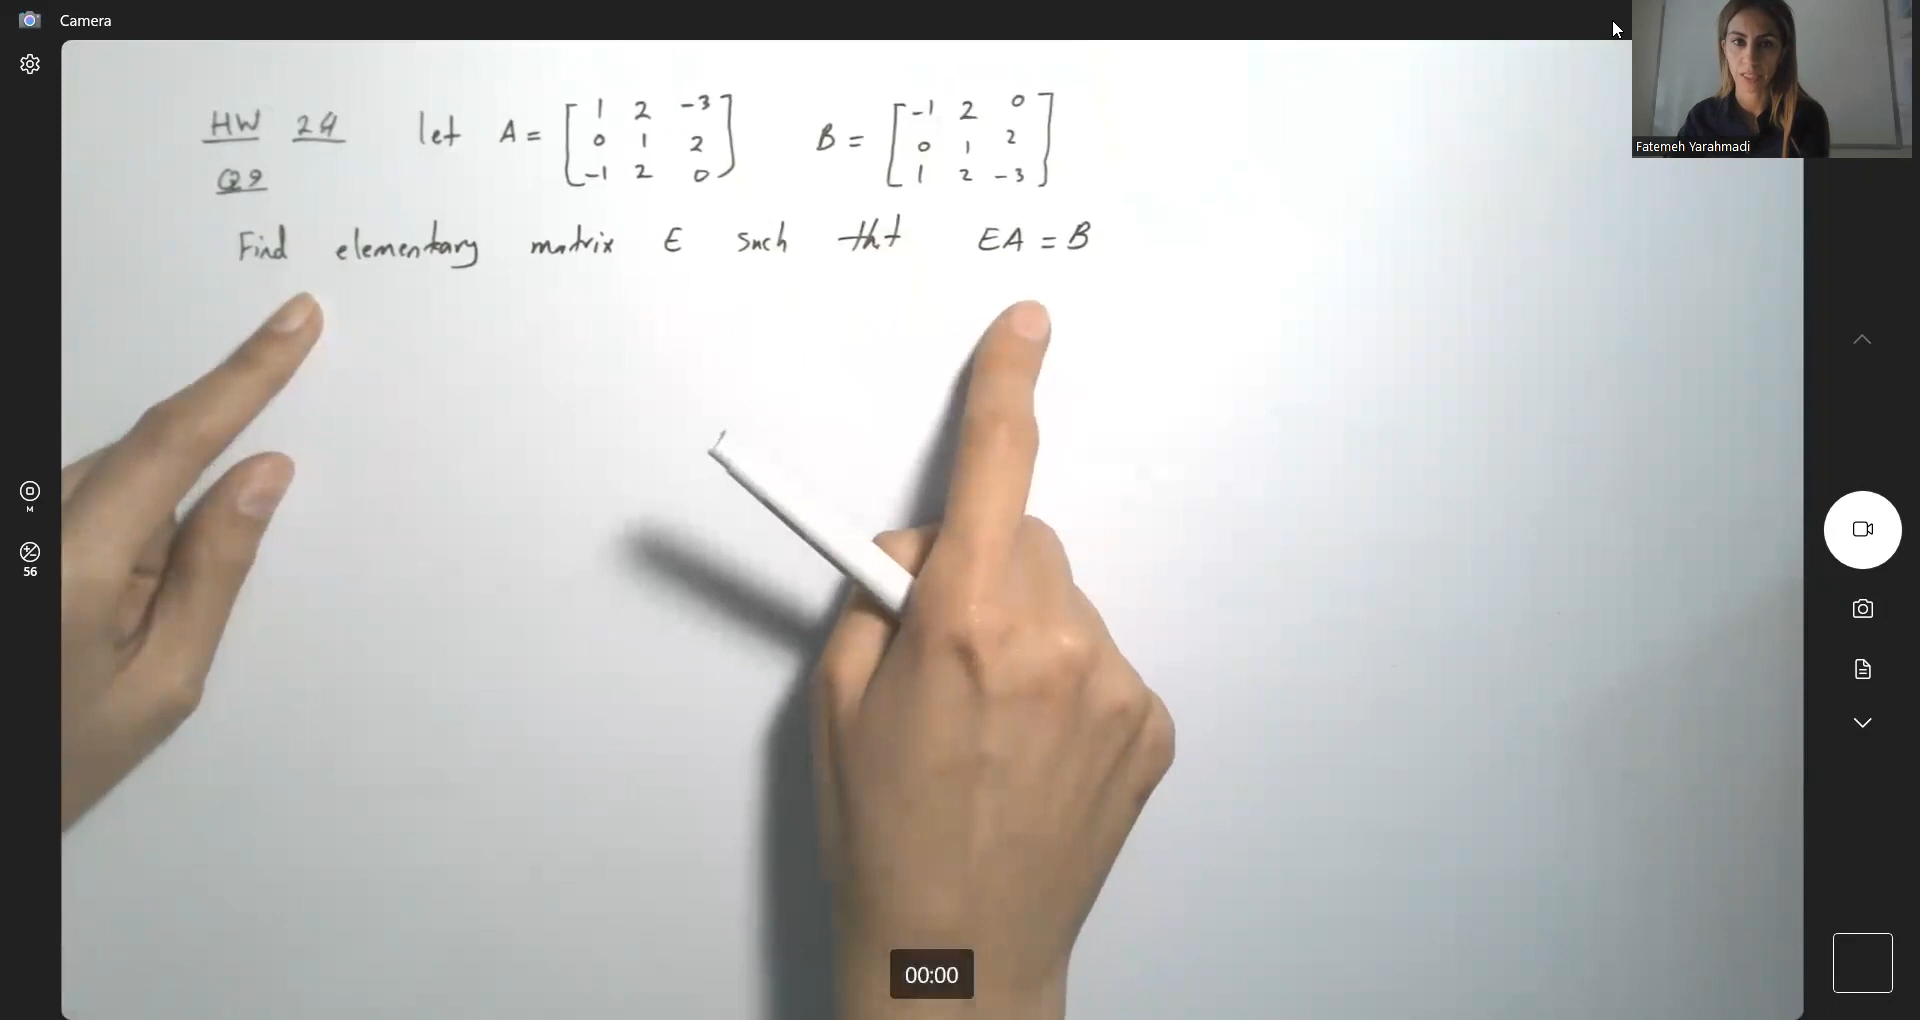 Camera
Fatemeh Yarahmadi
HW 24 let A = [ 1 2 -3
0 1 2
-1 2 0 ] B = [ -1 2 0
0 1 2
1 2 -3 ]
Q9
Find elementary matrix E such tht EA = B
M
56
00:00